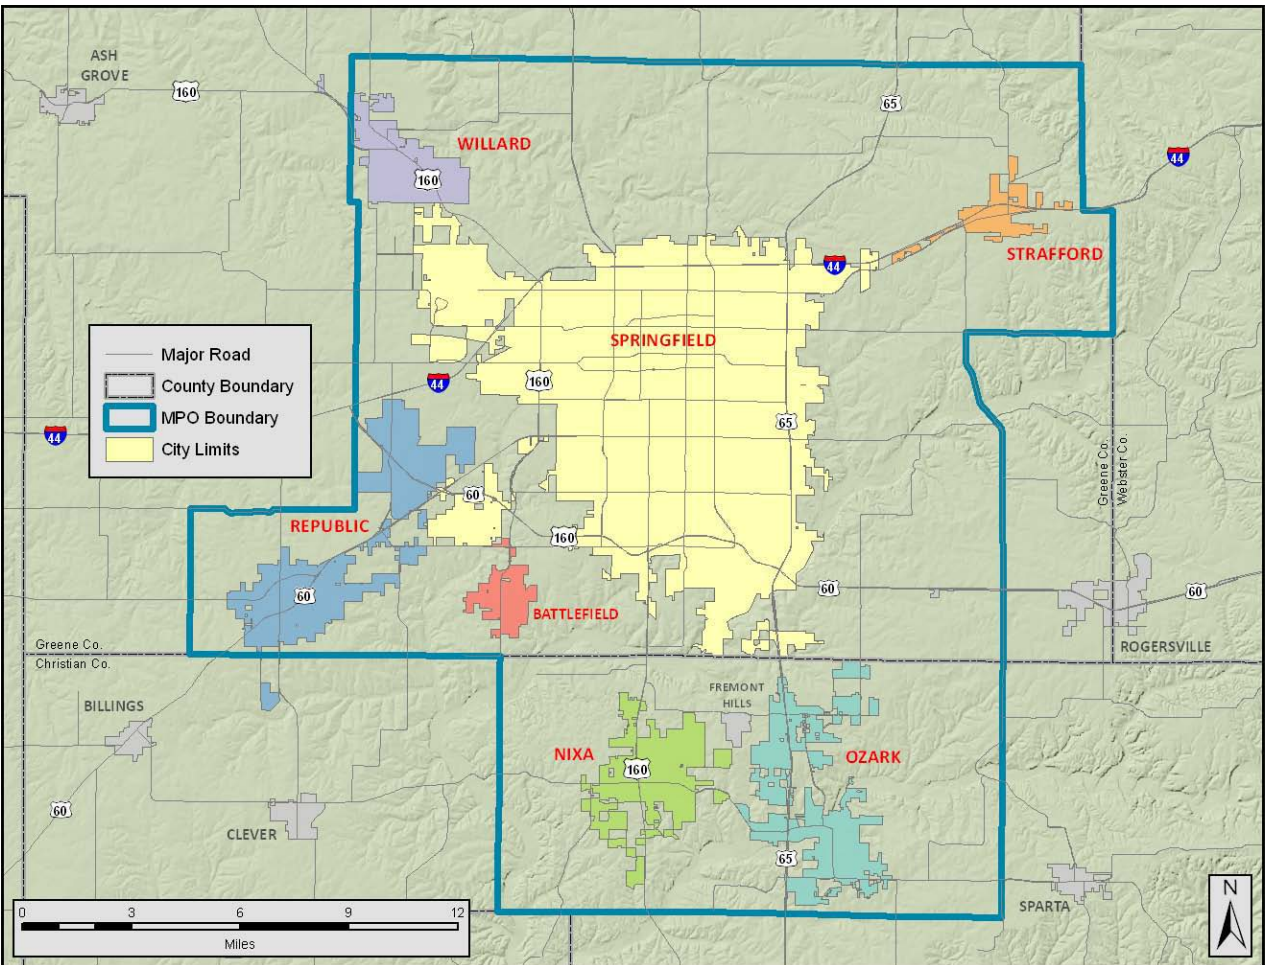 ASH
GROVE
160
65
WILLARD
44
160
STRAFFORD
44
SPRINGFIELD
Major Road
County Boundary
MPO Boundary
City Limits
44
160
65
44
Greene Co.
Webster Co.
60
REPUBLIC
160
60
BATTLEFIELD
60
60
ROGERSVILLE
Greene Co.
Christian Co.
FREMONT
HILLS
BILLINGS
NIXA
160
OZARK
60
CLEVER
65
SPARTA
N
0 3 6 9 12
Miles